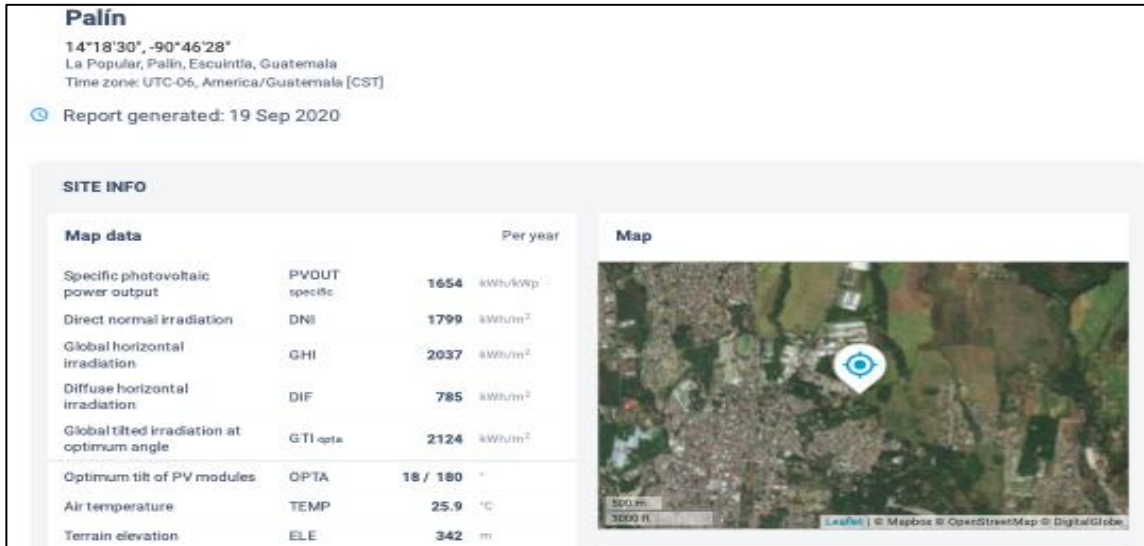 Palín
14°18'30", -90°46'28"
La Popular, Palín, Escuintla, Guatemala
Time zone: UTC-06, America/Guatemala [CST]
Report generated: 19 Sep 2020
SITE INFO
Map data Per year
Specific photovoltaic power output PVOUT specific 1654 kWh/kWp
Direct normal irradiation DNI 1799 kWh/m²
Global horizontal irradiation GHI 2037 kWh/m²
Diffuse horizontal irradiation DIF 785 kWh/m²
Global tilted irradiation at optimum angle GTI opta 2124 kWh/m²
Optimum tilt of PV modules OPTA 18 / 180 °
Air temperature TEMP 25.9 °C
Terrain elevation ELE 342 m
Map
500 m
3000 ft
Leaflet | © Mapbox © OpenStreetMap © DigitalGlobe